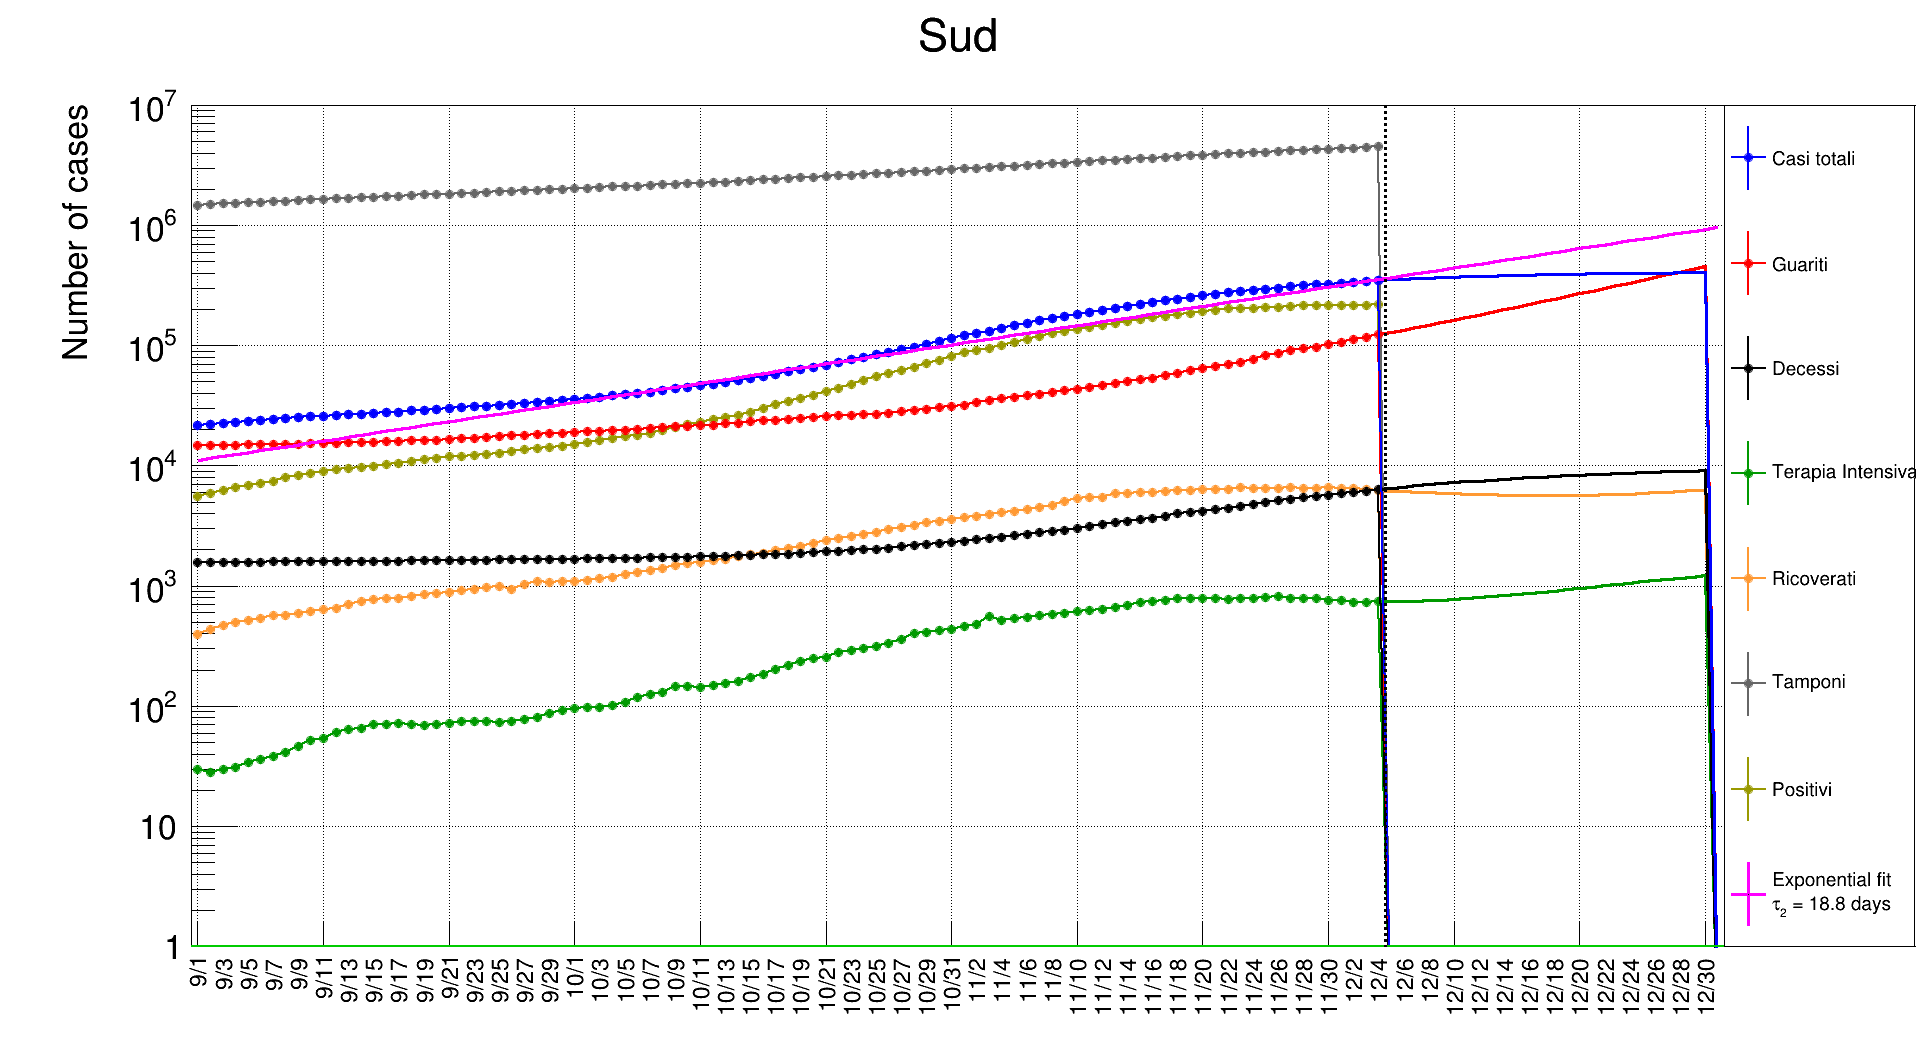 Sud
Number of cases
10^7
10^6
10^5
10^4
10^3
10^2
10
1
9/1 9/3 9/5 9/7 9/9 9/11 9/13 9/15 9/17 9/19 9/21 9/23 9/25 9/27 9/29 10/1 10/3 10/5 10/7 10/9 10/11 10/13 10/15 10/17 10/19 10/21 10/23 10/25 10/27 10/29 10/31 11/2 11/4 11/6 11/8 11/10 11/12 11/14 11/16 11/18 11/20 11/22 11/24 11/26 11/28 11/30 12/2 12/4 12/6 12/8 12/10 12/12 12/14 12/16 12/18 12/20 12/22 12/24 12/26 12/28 12/30
Casi totali
Guariti
Decessi
Terapia Intensiva
Ricoverati
Tamponi
Positivi
Exponential fit
τ₂ = 18.8 days